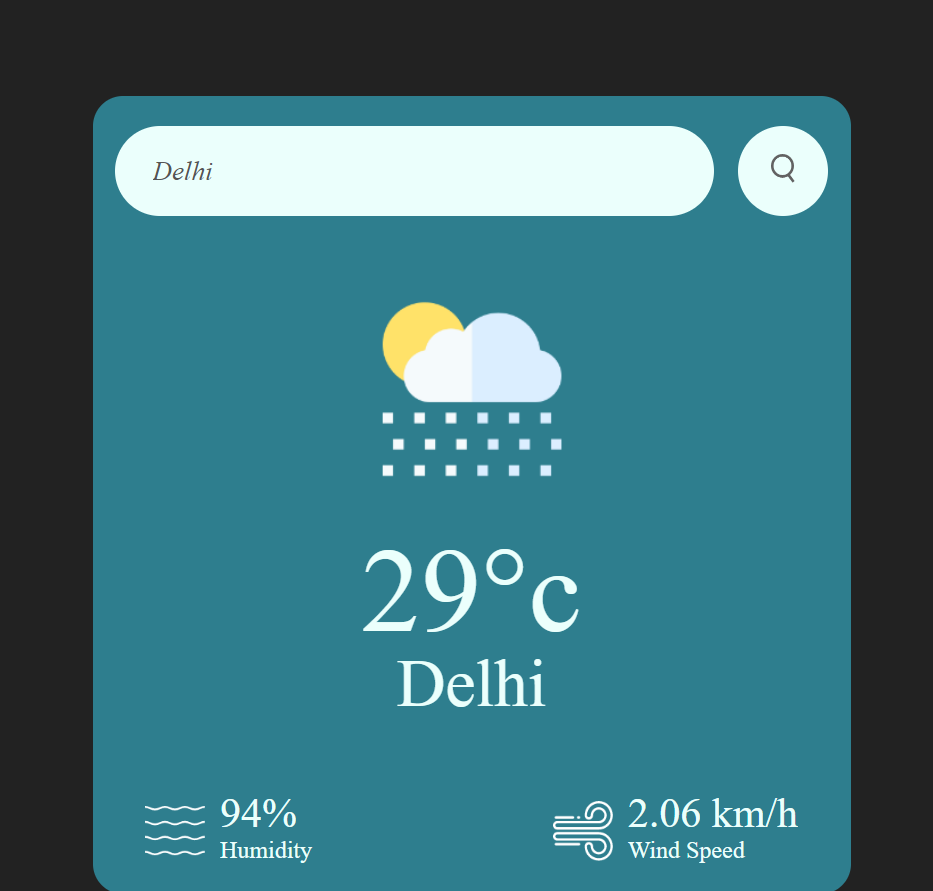 Delhi
29°c
Delhi
94%
Humidity
2.06 km/h
Wind Speed